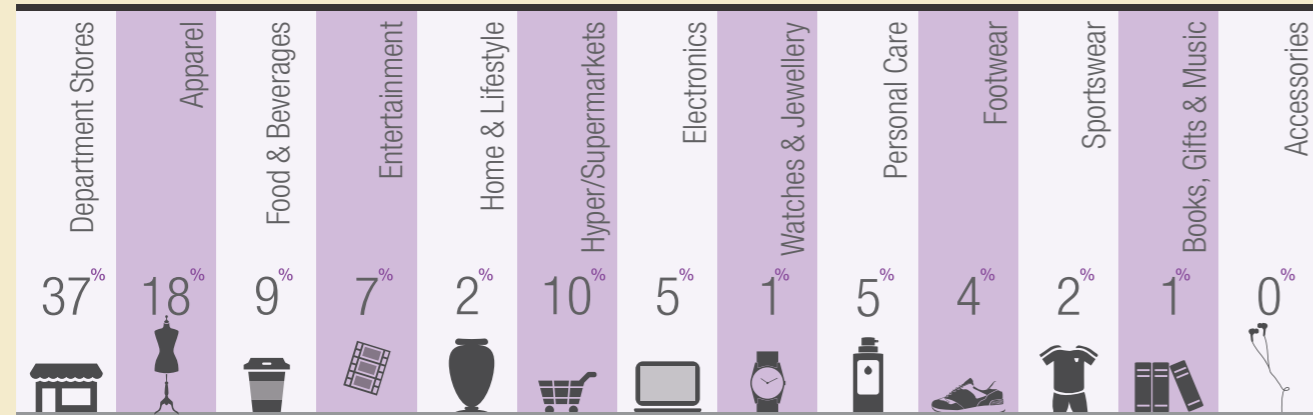 Department Stores
37%
Apparel
18%
Food & Beverages
9%
Entertainment
7%
Home & Lifestyle
2%
Hyper/Supermarkets
10%
Electronics
5%
Watches & Jewellery
1%
Personal Care
5%
Footwear
4%
Sportswear
2%
Books, Gifts & Music
1%
Accessories
0%